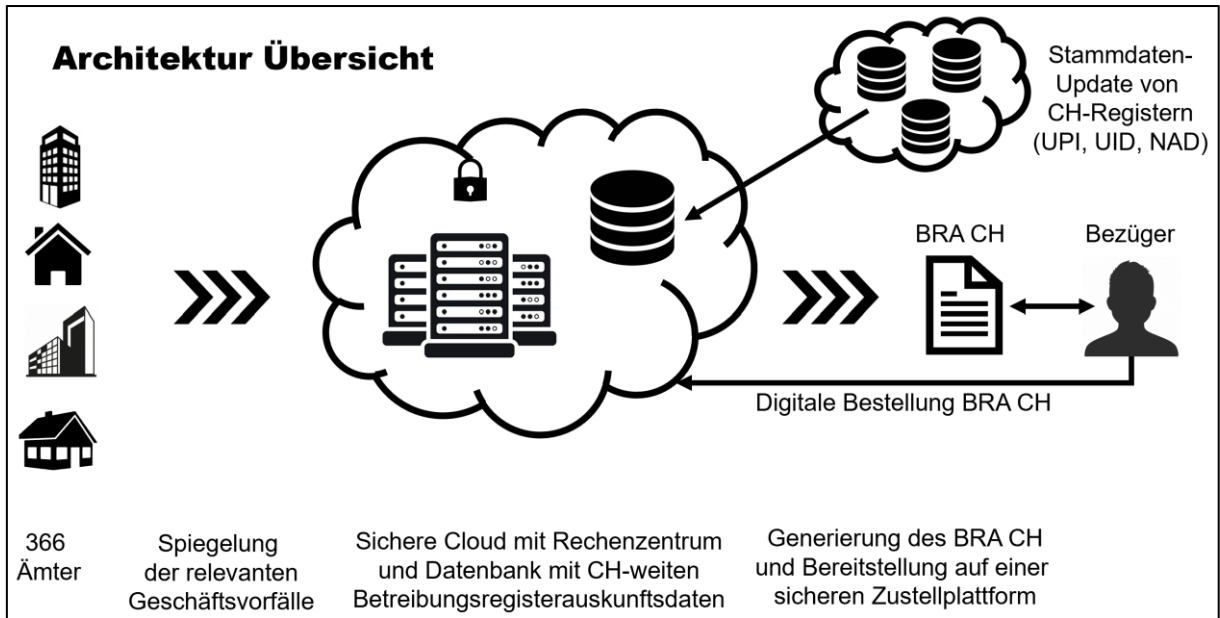 Architektur Übersicht
Stammdaten-
Update von
CH-Registern
(UPI, UID, NAD)
BRA CH
Bezüger
Digitale Bestellung BRA CH
366
Ämter
Spiegelung
der relevanten
Geschäftsvorfälle
Sichere Cloud mit Rechenzentrum
und Datenbank mit CH-weiten
Betreibungsregisterauskunftsdaten
Generierung des BRA CH
und Bereitstellung auf einer
sicheren Zustellplattform